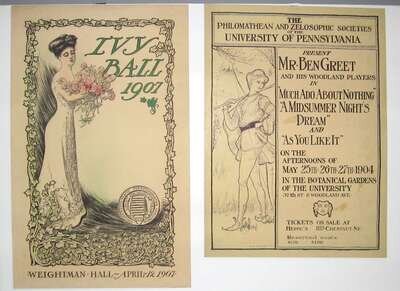 IVY
BALL
1907
WEIGHTMAN HALL APRIL
THE
PHILOMATHEAN AND ZELOSOPHIC SOCIETIES
OF THE
UNIVERSITY OF PENNSYLVANIA
PRESENT
MR. BEN GREET
AND HIS WOODLAND PLAYERS
IN
MUCH ADO ABOUT NOTHING
"A MIDSUMMER NIGHT'S
DREAM"
AND
"AS YOU LIKE IT"
ON THE
AFTERNOONS OF
MAY 25TH-26TH-27TH-1904
IN THE BOTANICAL GARDENS
OF THE UNIVERSITY
WOODLAND AVE.
TICKETS ON SALE AT
CHESTNUT ST.